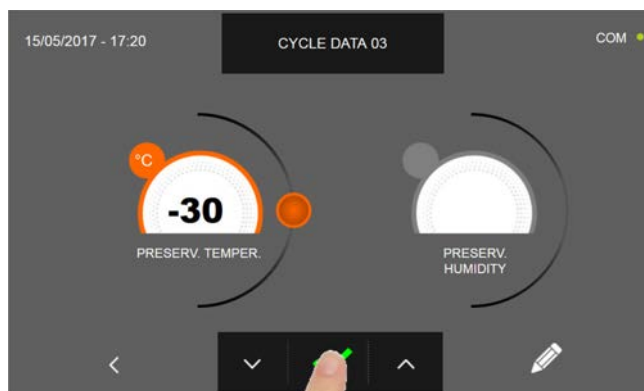 15/05/2017 - 17:20
CYCLE DATA 03
COM
°C
-30
PRESERV. TEMPER.
PRESERV.
HUMIDITY